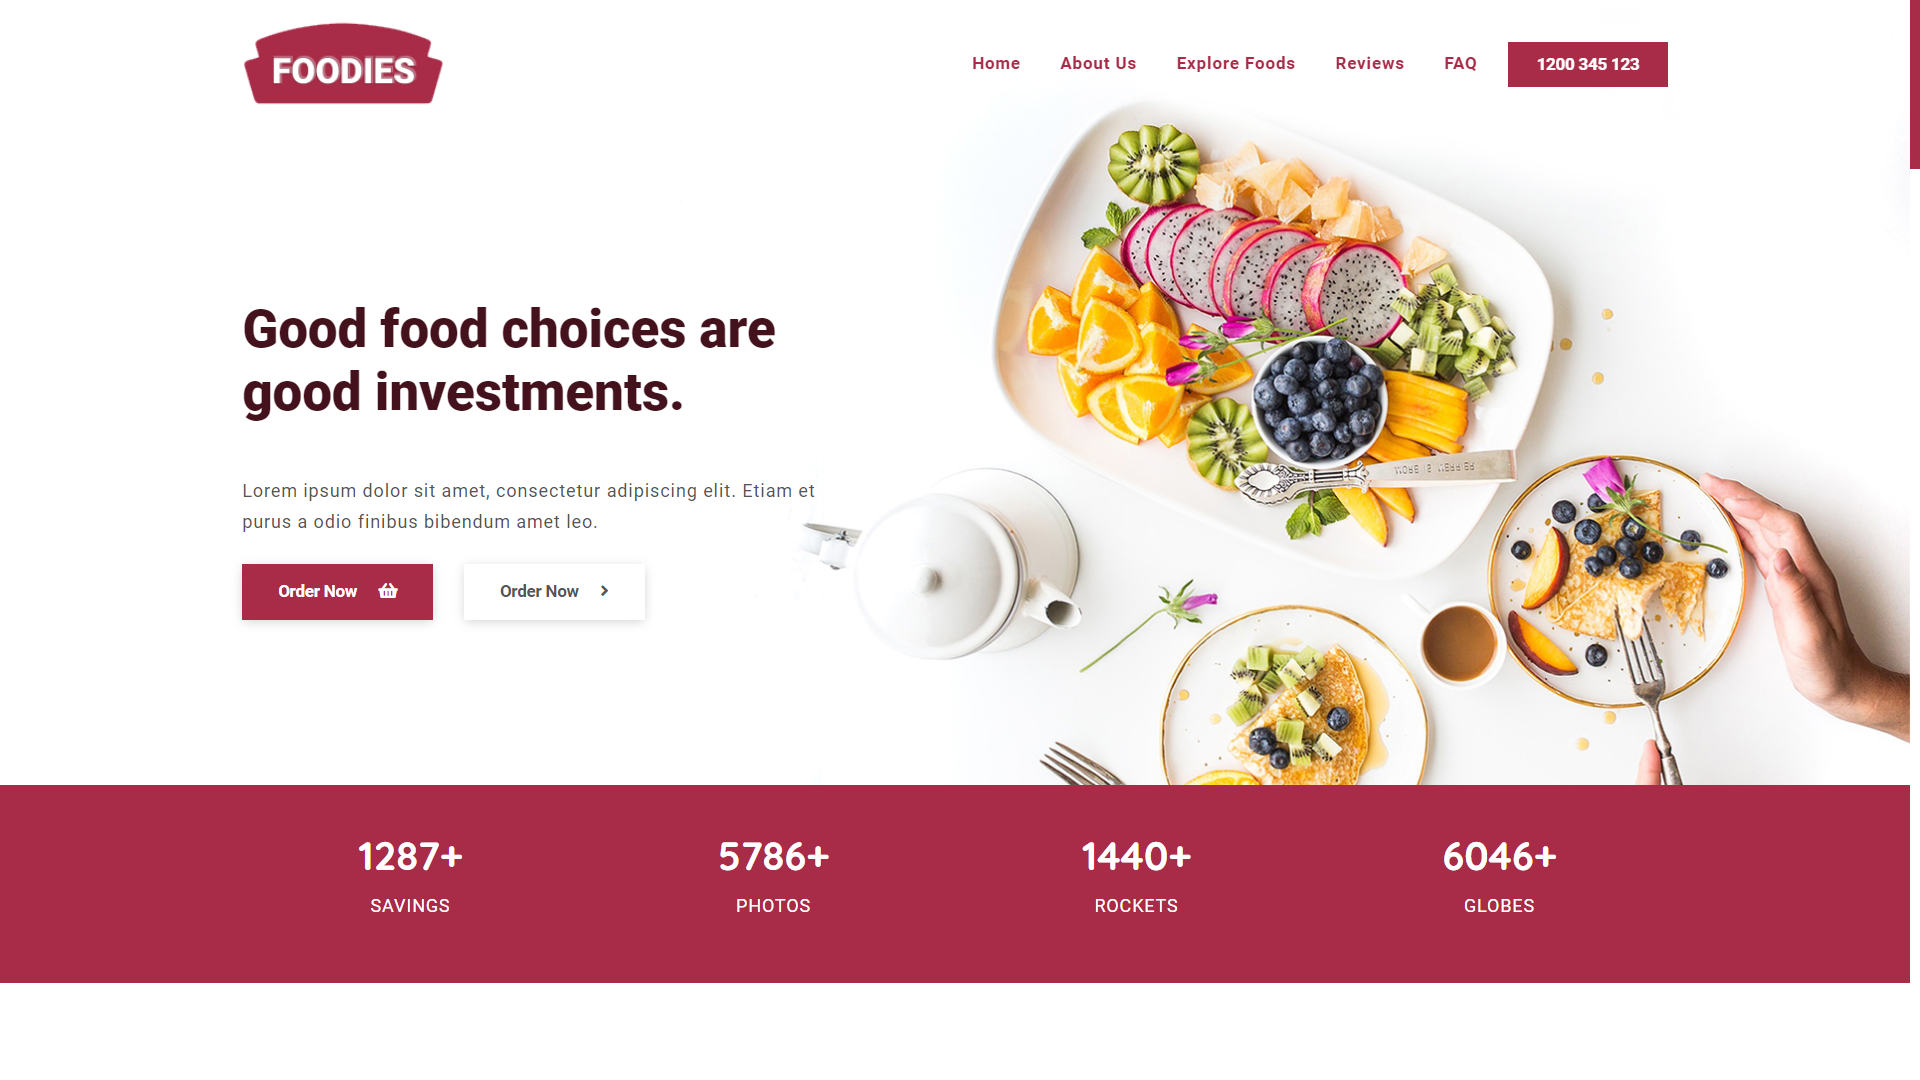 FOODIES
Home
About Us
Explore Foods
Reviews
FAQ
1200 345 123
Good food choices are
good investments.
Lorem ipsum dolor sit amet, consectetur adipiscing elit. Etiam et
purus a odio finibus bibendum amet leo.
Order Now
Order Now
1287+
5786+
1440+
6046+
SAVINGS
PHOTOS
ROCKETS
GLOBES